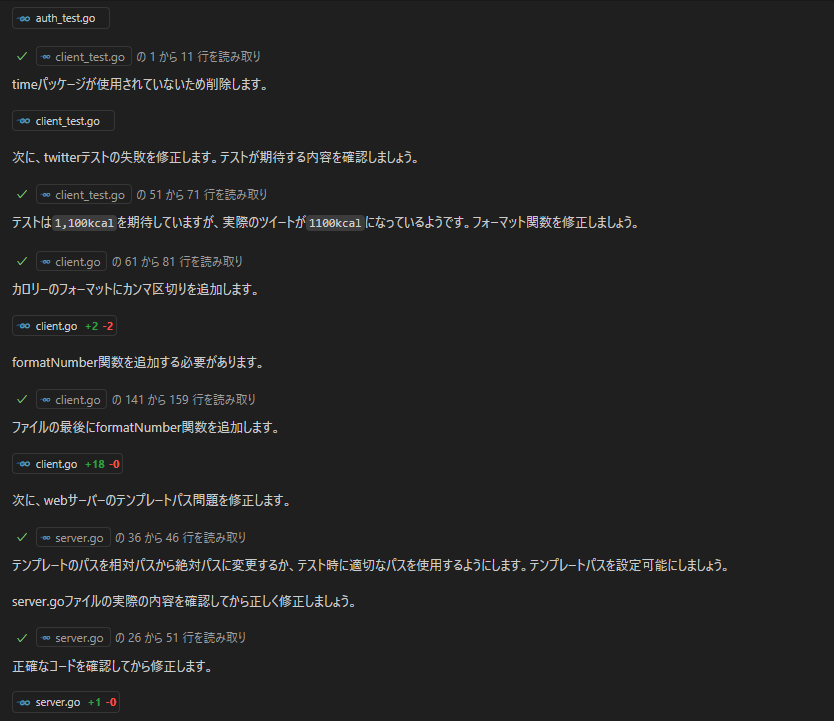 auth_test.go
client_test.go の 1 から 11 行を読み取り
timeパッケージが使用されていないため削除します。
client_test.go
次に、twitterテストの失敗を修正します。テストが期待する内容を確認しましょう。
client_test.go の 51 から 71 行を読み取り
テストは1,100kcalを期待していますが、実際のツイートが1100kcalになっているようです。フォーマット関数を修正しましょう。
client.go の 61 から 81 行を読み取り
カロリーのフォーマットにカンマ区切りを追加します。
client.go +2 -2
formatNumber関数を追加する必要があります。
client.go の 141 から 159 行を読み取り
ファイルの最後にformatNumber関数を追加します。
client.go +18 -0
次に、webサーバーのテンプレートパス問題を修正します。
server.go の 36 から 46 行を読み取り
テンプレートのパスを相対パスから絶対パスに変更するか、テスト時に適切なパスを使用するようにします。テンプレートパスを設定可能にしましょう。
server.goファイルの実際の内容を確認してから正しく修正しましょう。
server.go の 26 から 51 行を読み取り
正確なコードを確認してから修正します。
server.go +1 -0